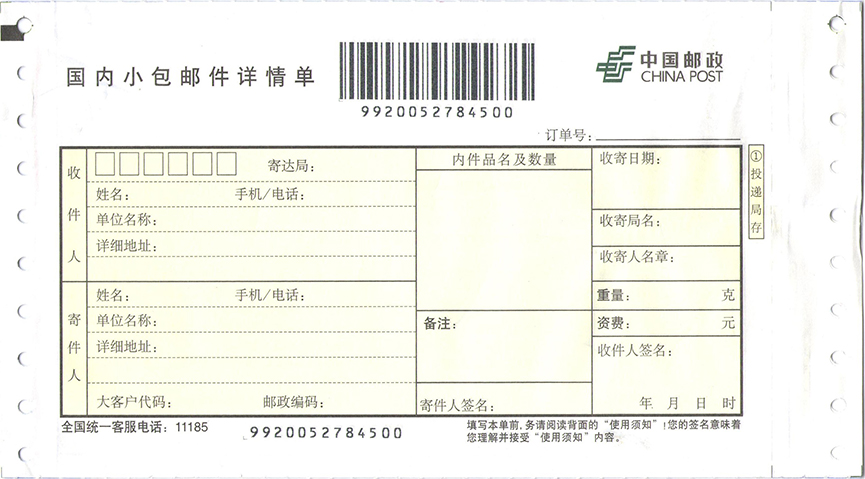 国内小包邮件详情单
9920052784500
中国邮政
CHINA POST
订单号：
收件人
寄达局：
姓名： 手机/电话：
单位名称：
详细地址：
内件品名及数量
收寄日期：
收寄局名：
收寄人名章：
①投递局存
寄件人
姓名： 手机/电话：
单位名称：
详细地址：
大客户代码： 邮政编码：
备注：
寄件人签名：
重量： 克
资费： 元
收件人签名：
年 月 日 时
全国统一客服电话：11185
9920052784500
填写本单前,务请阅读背面的“使用须知”!您的签名意味着
您理解并接受“使用须知”内容。